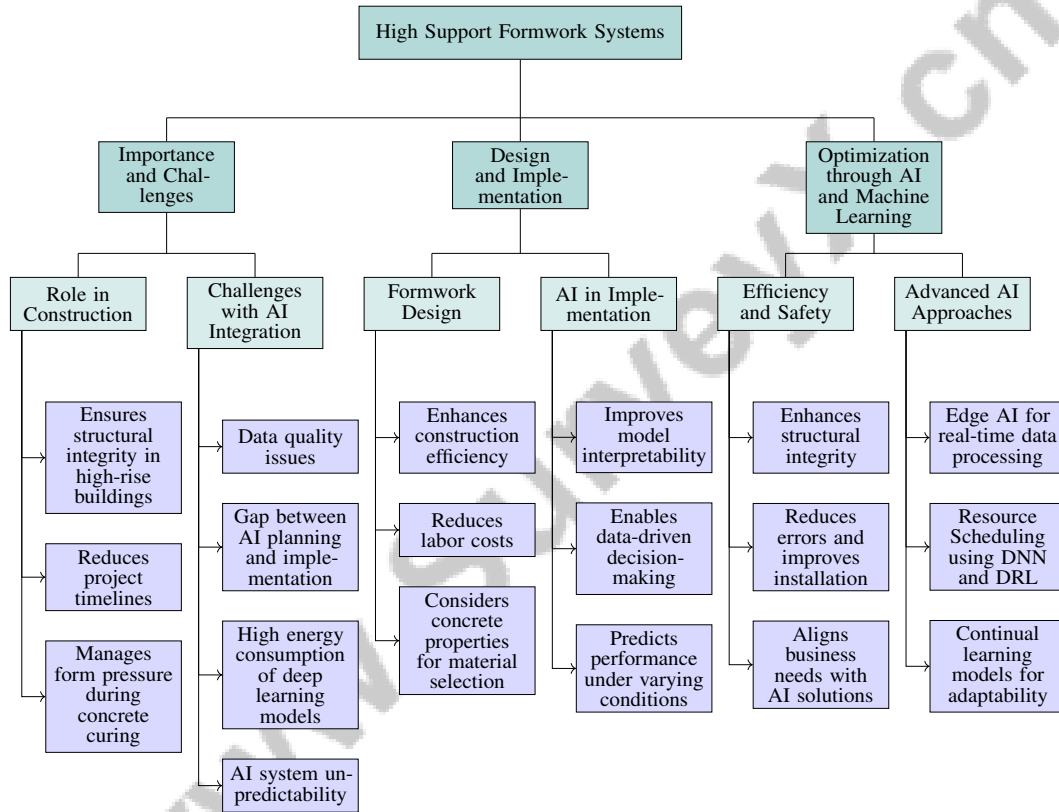 High Support Formwork Systems
Importance
and Chal-
lenges
Design
and Imple-
mentation
Optimization
through AI
and Machine
Learning
Role in
Construction
Challenges
with AI
Integration
Formwork
Design
AI in Imple-
mentation
Efficiency
and Safety
Advanced AI
Approaches
Ensures
structural
integrity in
high-rise
buildings
Reduces
project
timelines
Manages
form pressure
during
concrete
curing
Data quality
issues
Gap between
AI planning
and imple-
mentation
High energy
consumption
of deep
learning
models
AI system un-
predictability
Enhances
construction
efficiency
Reduces
labor costs
Considers
concrete
properties
for material
selection
Improves
model
interpretability
Enables
data-driven
decision-
making
Predicts
performance
under varying
conditions
Enhances
structural
integrity
Reduces
errors and
improves
installation
Aligns
business
needs with
AI solutions
Edge AI for
real-time data
processing
Resource
Scheduling
using DNN
and DRL
Continual
learning
models for
adaptability
www.surveyx.cn